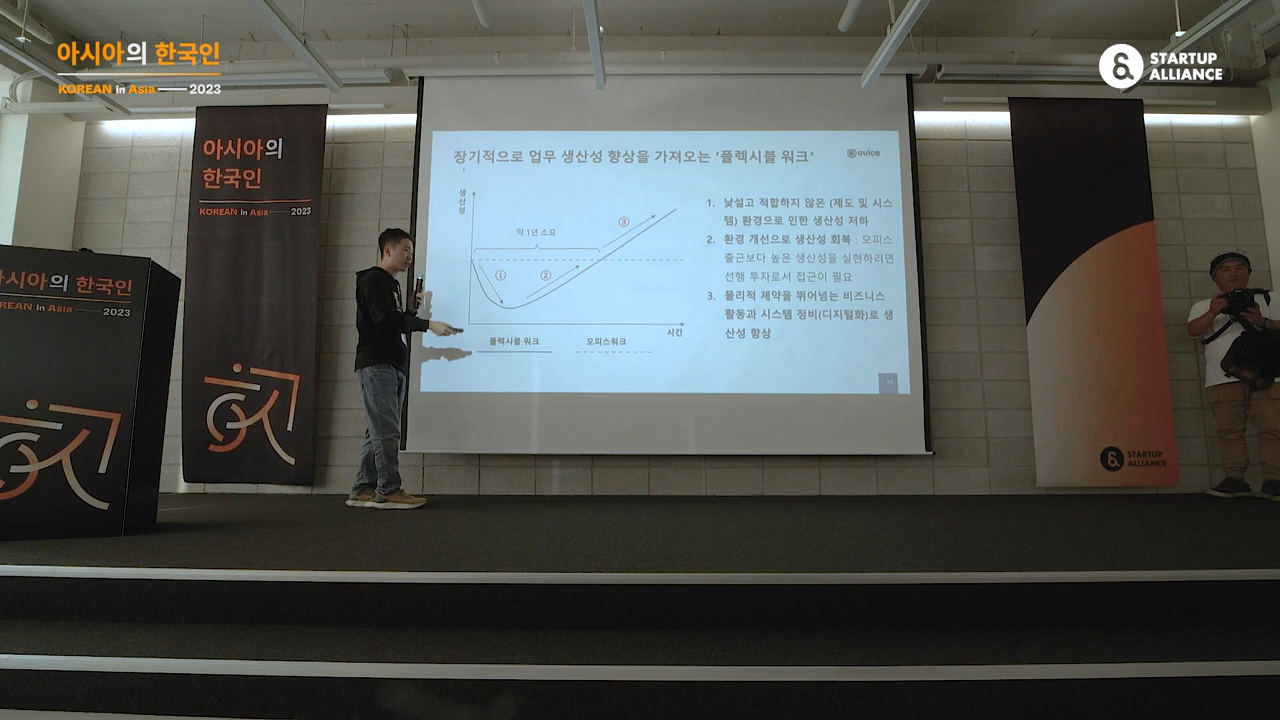 아시아의 한국인
KOREAN in Asia 2023
STARTUP
ALLIANCE
아시아의
한국인
KOREAN in Asia 2023
아시아의 한국인
KOREAN in Asia 2023
장기적으로 업무 생산성 향상을 가져오는 '플렉시블 워크'
ovice
생산성
약 1년 소요
①
②
③
시간
플렉시블 워크
오피스워크
1. 낯설고 적합하지 않은 (제도 및 시스
템) 환경으로 인한 생산성 저하
2. 환경 개선으로 생산성 회복 : 오피스
출근보다 높은 생산성을 실현하려면
선행 투자로서 접근이 필요
3. 물리적 제약을 뛰어넘는 비즈니스
활동과 시스템 정비(디지털화)로 생
산성 향상
STARTUP
ALLIANCE